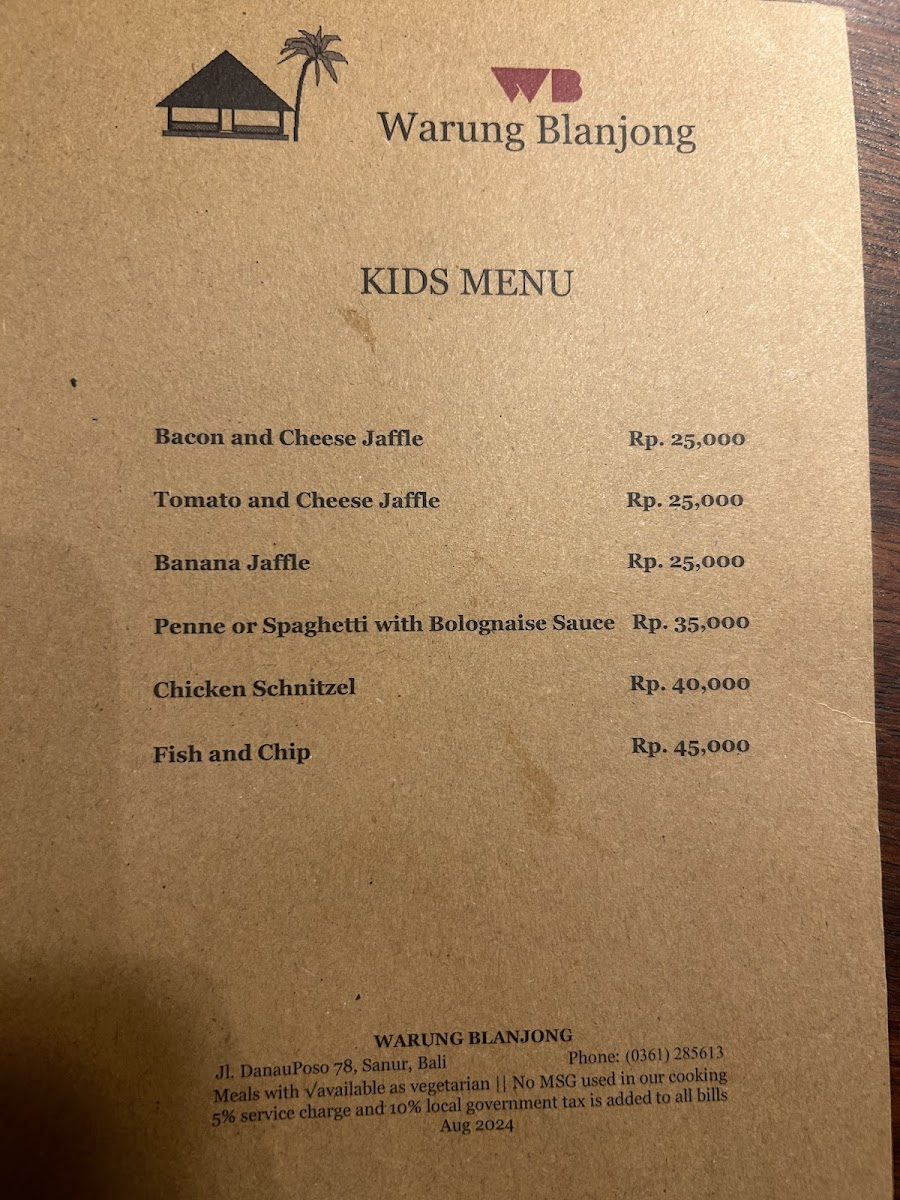 WB
Warung Blanjong
KIDS MENU
Bacon and Cheese Jaffle Rp. 25,000
Tomato and Cheese Jaffle Rp. 25,000
Banana Jaffle Rp. 25,000
Penne or Spaghetti with Bolognaise Sauce Rp. 35,000
Chicken Schnitzel Rp. 40,000
Fish and Chip Rp. 45,000
WARUNG BLANJONG
Jl. DanauPoso 78, Sanur, Bali Phone: (0361) 285613
Meals with √available as vegetarian || No MSG used in our cooking
5% service charge and 10% local government tax is added to all bills
Aug 2024